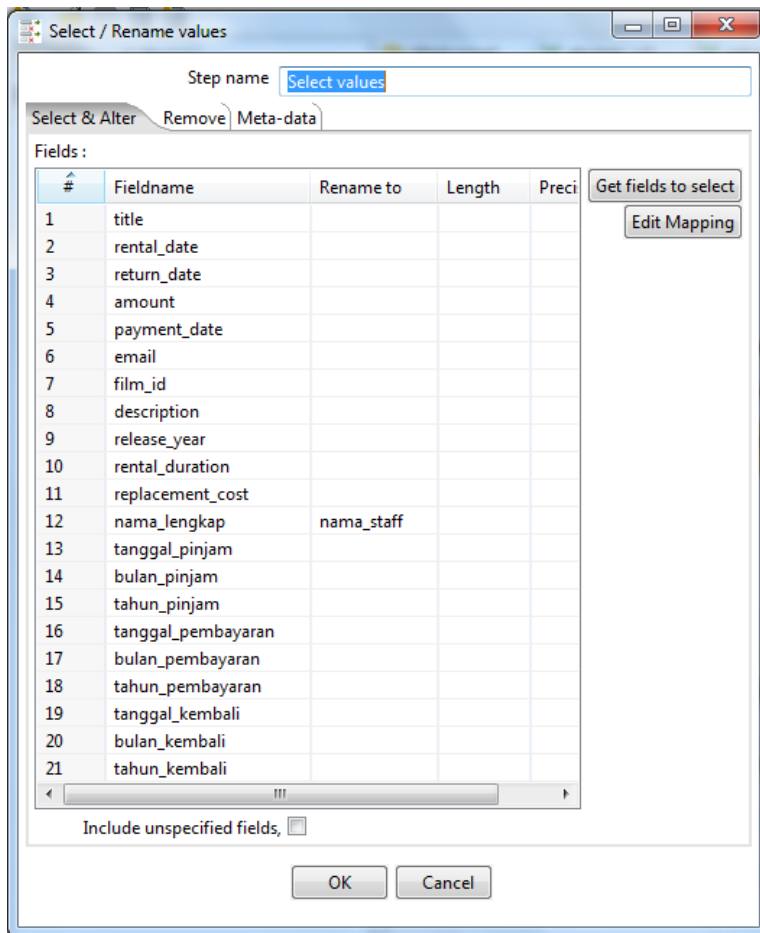 Select / Rename values
Step name Select values
Select & Alter Remove Meta-data
Fields :
# Fieldname Rename to Length Preci: Get fields to select
1 title Edit Mapping
2 rental_date
3 return_date
4 amount
5 payment_date
6 email
7 film_id
8 description
9 release_year
10 rental_duration
11 replacement_cost
12 nama_lengkap nama_staff
13 tanggal_pinjam
14 bulan_pinjam
15 tahun_pinjam
16 tanggal_pembayaran
17 bulan_pembayaran
18 tahun_pembayaran
19 tanggal_kembali
20 bulan_kembali
21 tahun_kembali
Include unspecified fields,
OK Cancel